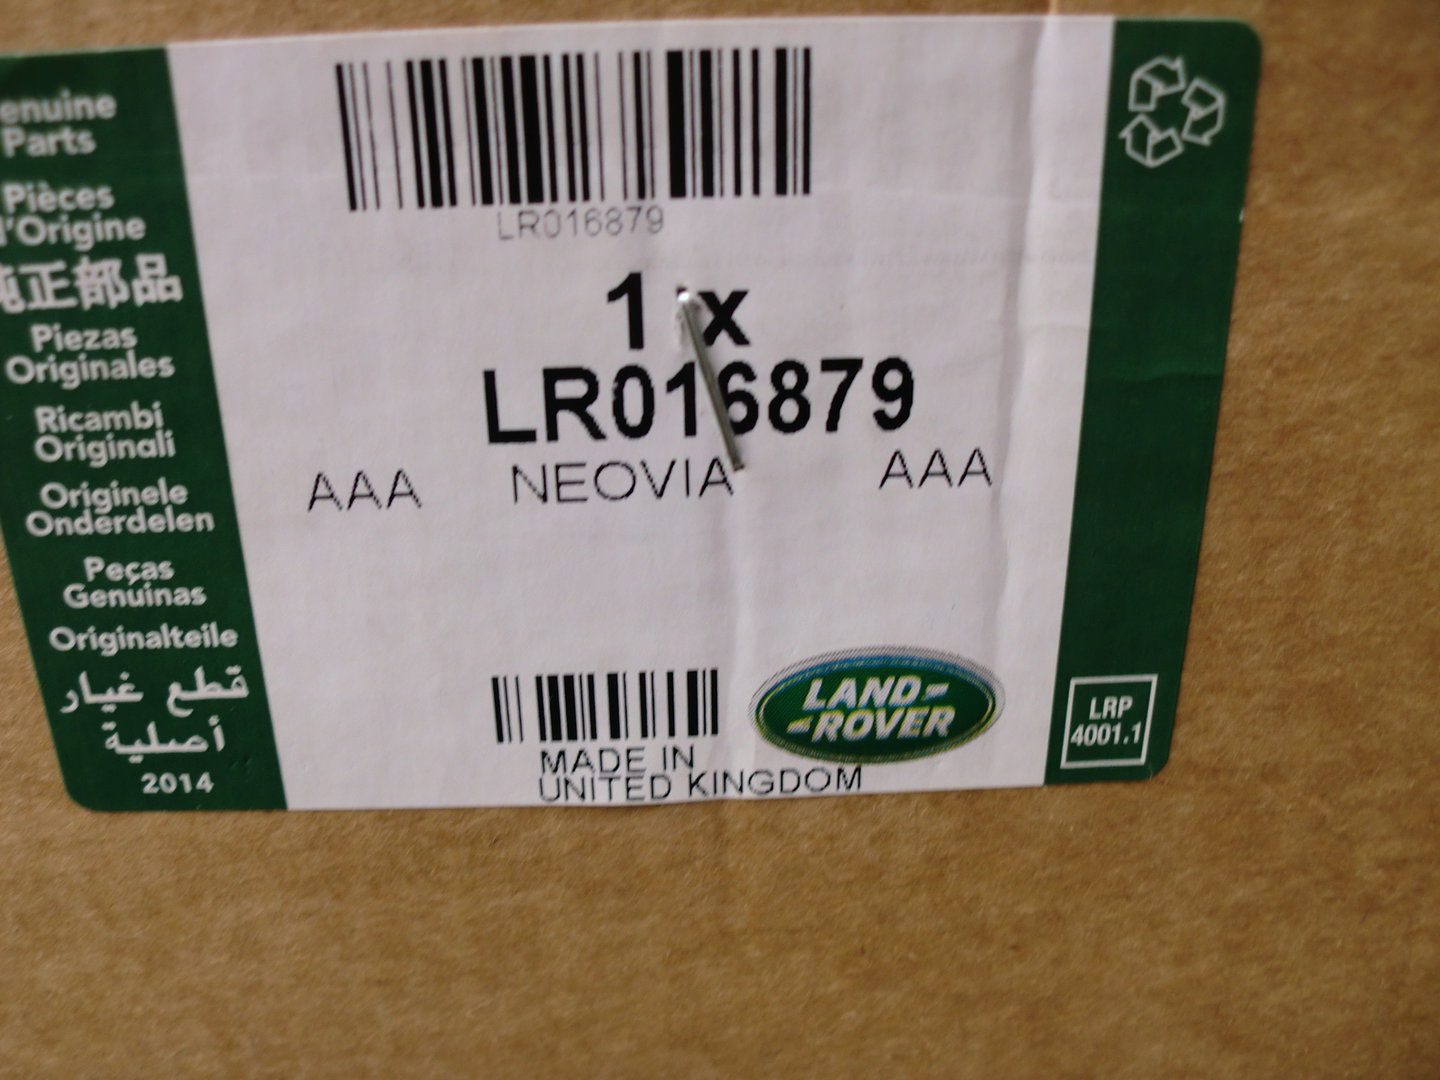 enuine
Parts
Pièces
d'Origine
純正部品
Piezas
Originales
Ricambi
Originali
Originele
Onderdelen
Peças
Genuinas
Originalteile
قطع غيار
أصلية
2014
LR016879
1 x
LR016879
AAA NEOVIA AAA
MADE IN
UNITED KINGDOM
LAND-
-ROVER
LRP
4001.1